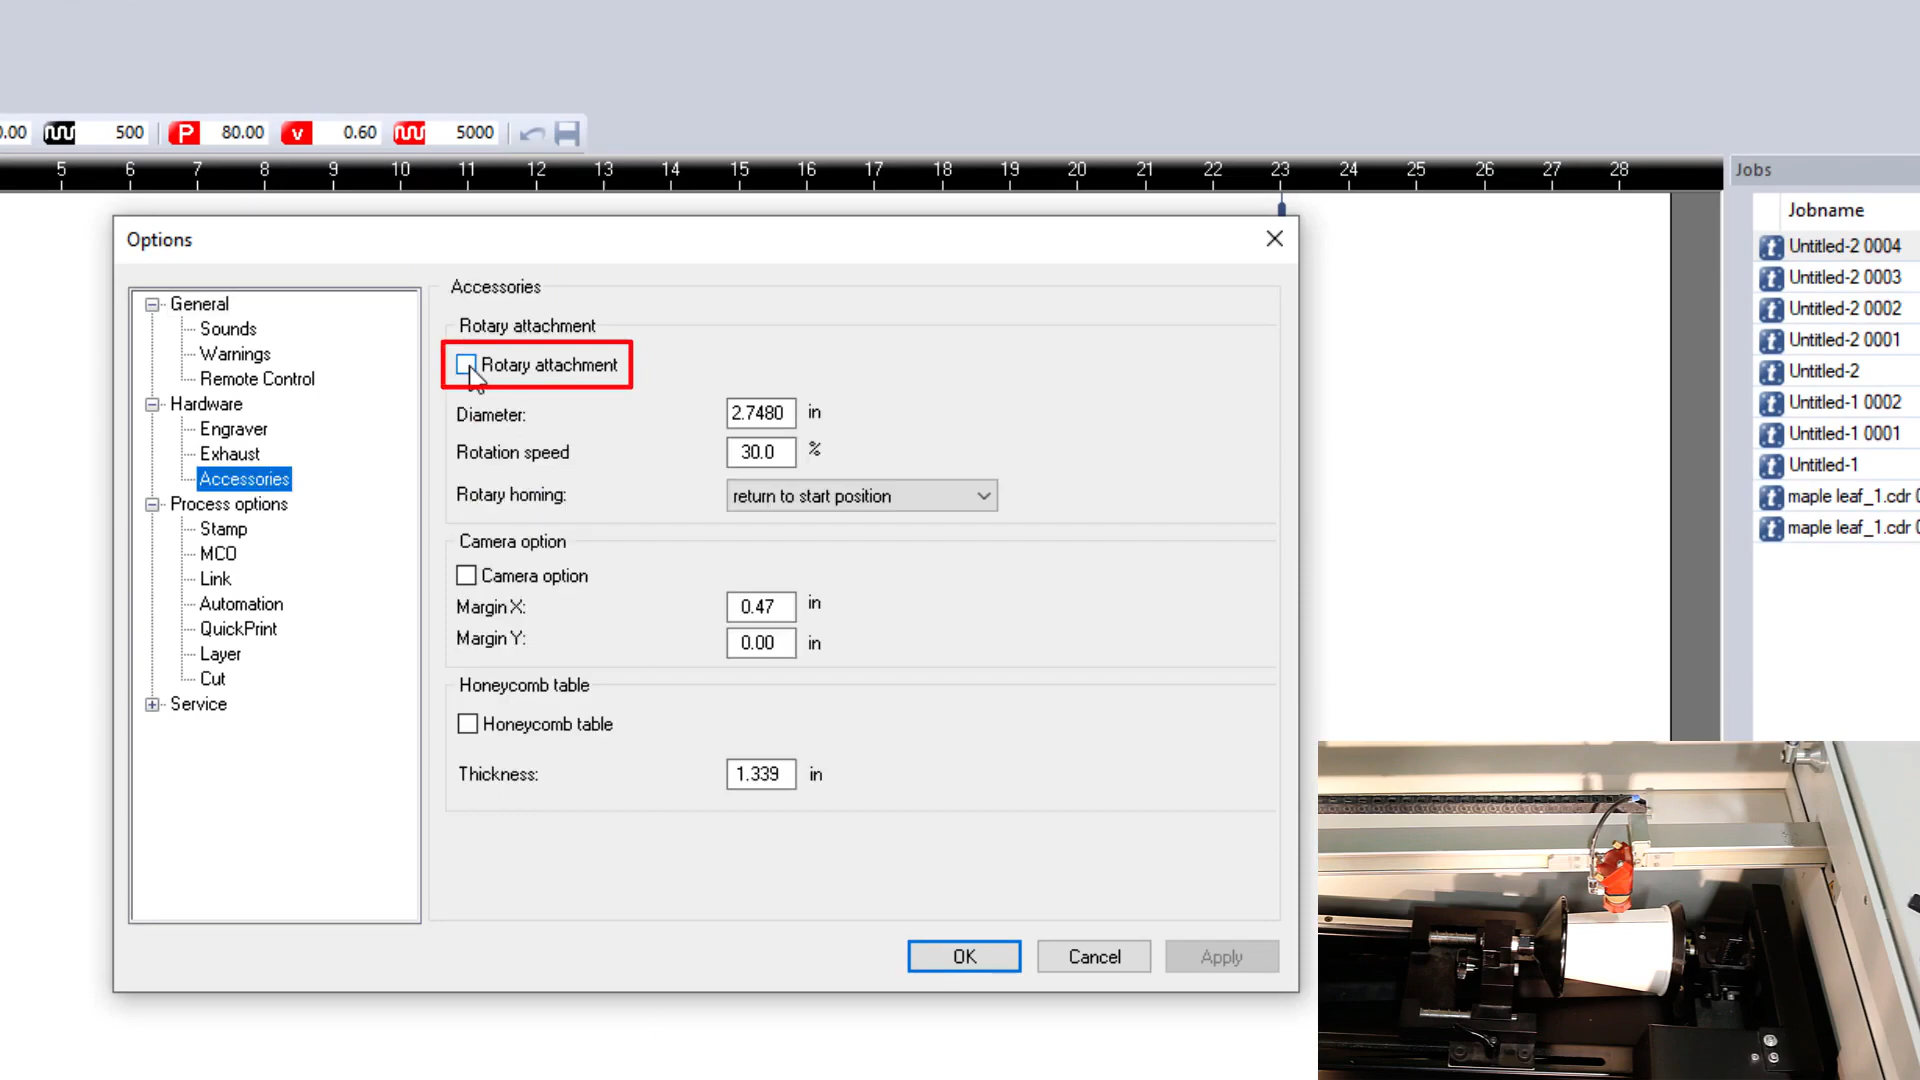 0.00 500 P 80.00 v 0.60 5000
5 6 7 8 9 10 11 12 13 14 15 16 17 18 19 20 21 22 23 24 25 26 27 28
Jobs
Jobname
Untitled-2 0004
Untitled-2 0003
Untitled-2 0002
Untitled-2 0001
Untitled-2
Untitled-1 0002
Untitled-1 0001
Untitled-1
maple leaf_1.cdr 0
maple leaf_1.cdr 0
Options
General
Sounds
Warnings
Remote Control
Hardware
Engraver
Exhaust
Accessories
Process options
Stamp
MCO
Link
Automation
QuickPrint
Layer
Cut
Service
Accessories
Rotary attachment
Rotary attachment
Diameter: 2.7480 in
Rotation speed 30.0 %
Rotary homing: return to start position
Camera option
Camera option
Margin X: 0.47 in
Margin Y: 0.00 in
Honeycomb table
Honeycomb table
Thickness: 1.339 in
OK Cancel Apply